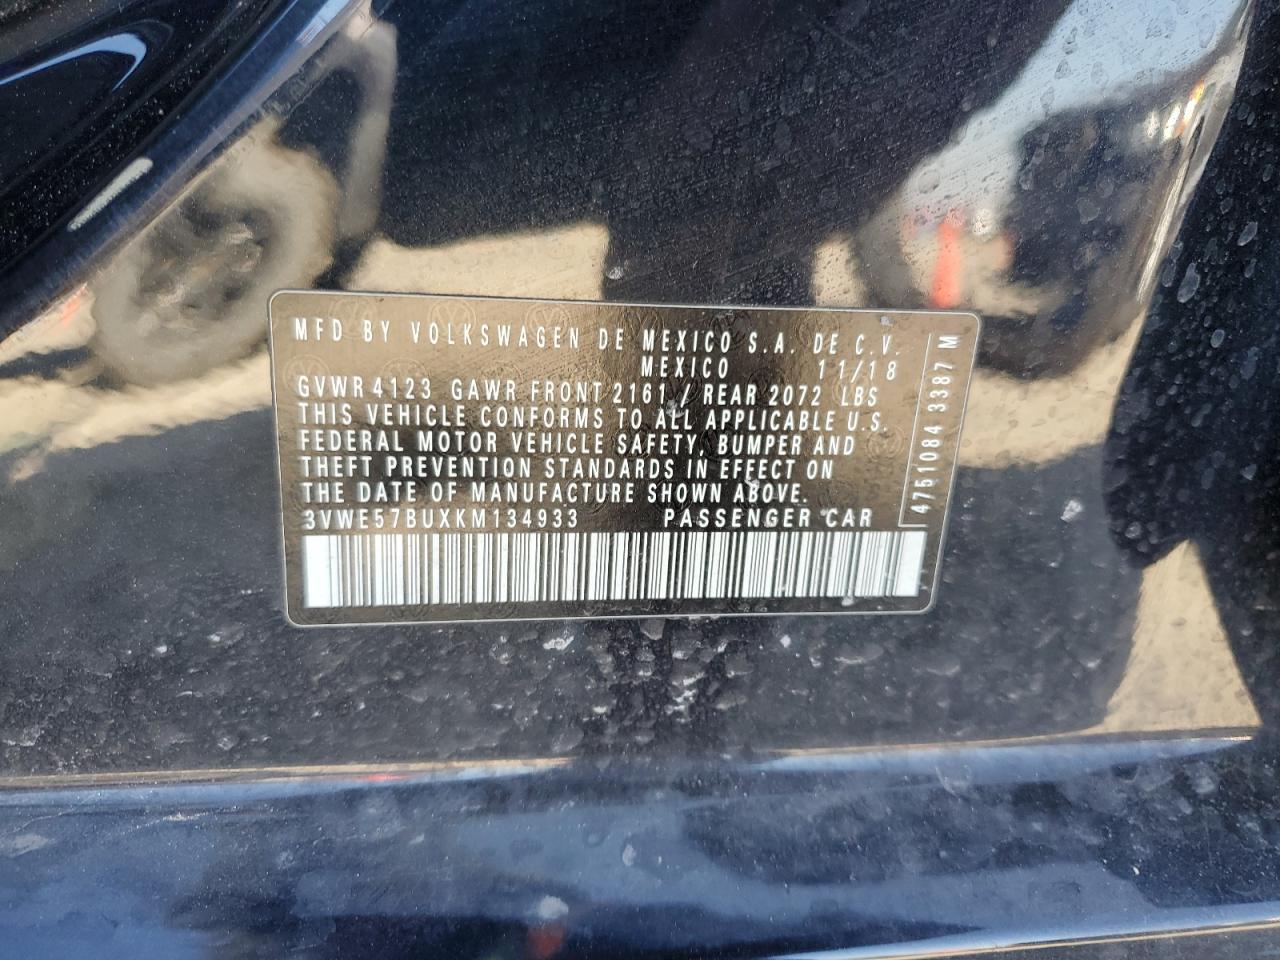 MFD BY VOLKSWAGEN DE MEXICO S.A. DE C.V.
MEXICO 11/18
GVWR 4123 GAWR FRONT 2161 / REAR 2072 LBS
THIS VEHICLE CONFORMS TO ALL APPLICABLE U.S.
FEDERAL MOTOR VEHICLE SAFETY, BUMPER AND
THEFT PREVENTION STANDARDS IN EFFECT ON
THE DATE OF MANUFACTURE SHOWN ABOVE.
3VWE57BUXKM134933 PASSENGER CAR
4751084 3387 M